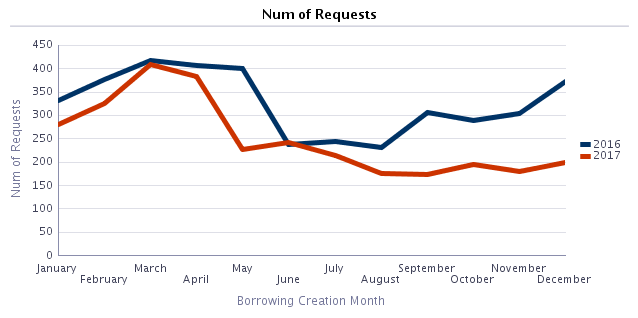 Num of Requests
450
400
350
300
250
200
150
100
50
0
Num of Requests
January
February
March
April
May
June
July
August
September
October
November
December
Borrowing Creation Month
2016
2017